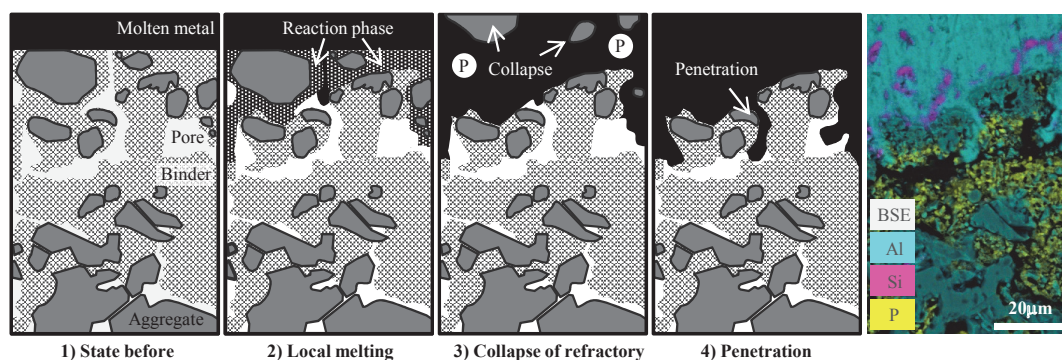 Molten metal
Pore
Binder
Aggregate
1) State before
Reaction phase
2) Local melting
P
P
Collapse
3) Collapse of refractory
Penetration
4) Penetration
BSE
Al
Si
P
20μm